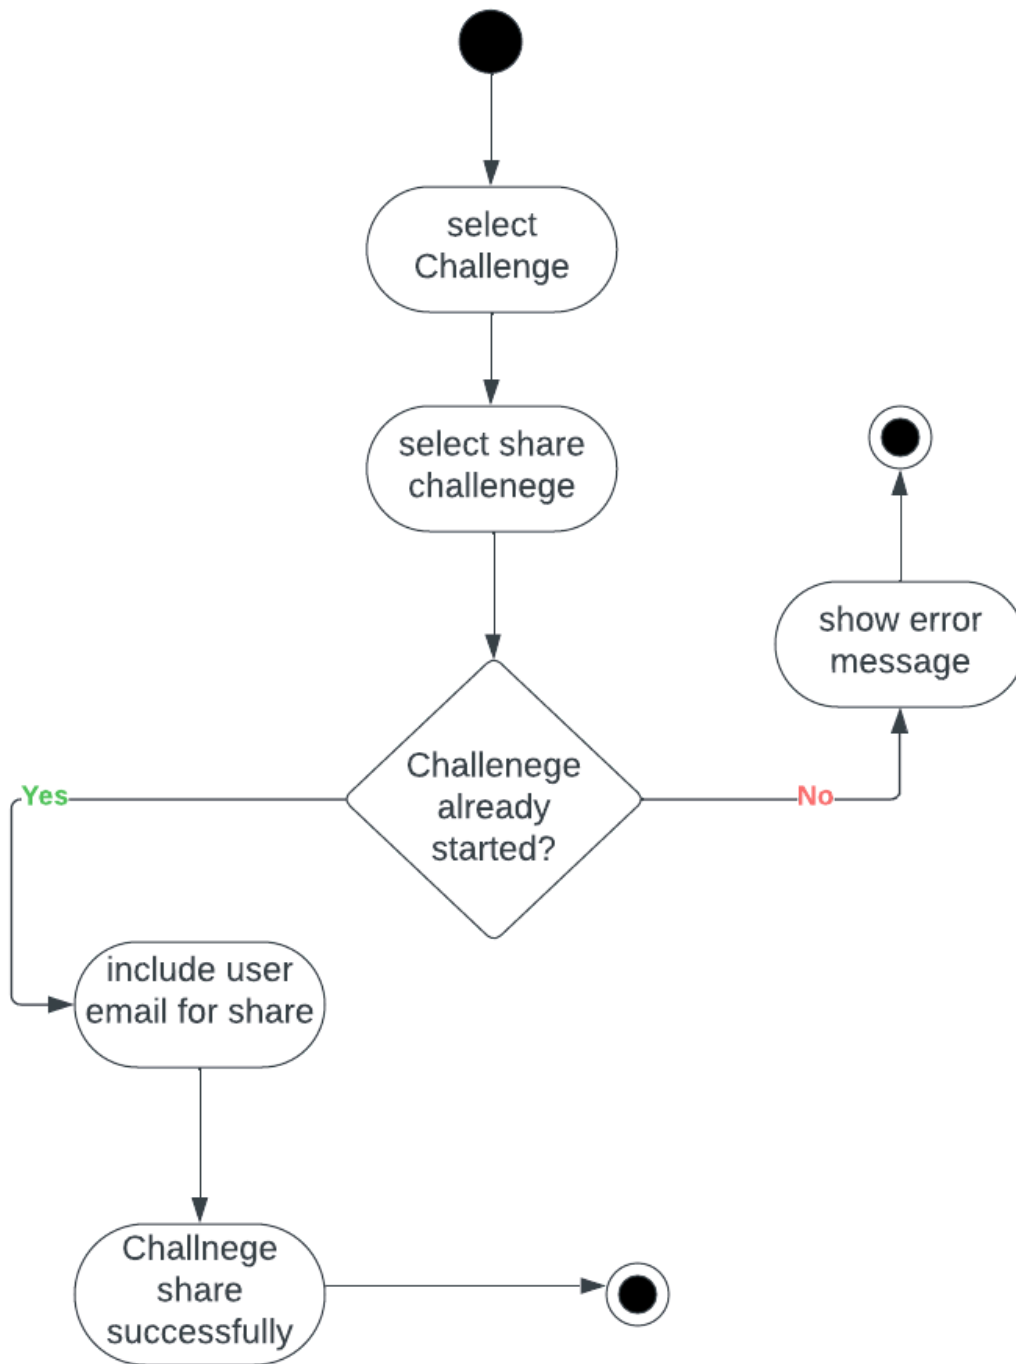 select
Challenge
select share
challenege
show error
message
Challenege
already
started?
Yes
No
include user
email for share
Challnege
share
successfully